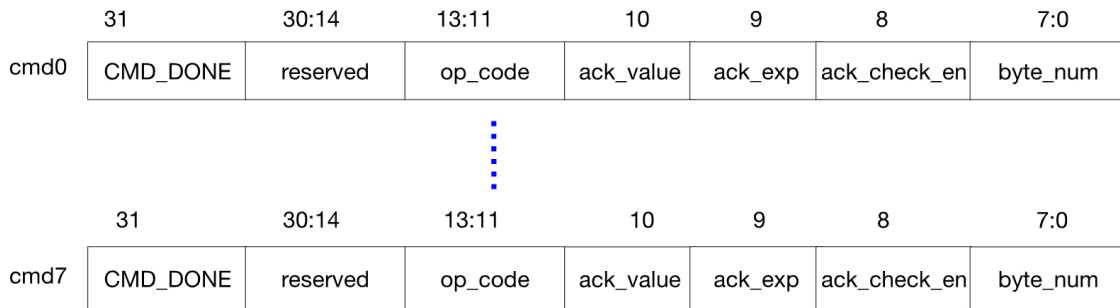 31 30:14 13:11 10 9 8 7:0
cmd0 CMD_DONE reserved op_code ack_value ack_exp ack_check_en byte_num
31 30:14 13:11 10 9 8 7:0
cmd7 CMD_DONE reserved op_code ack_value ack_exp ack_check_en byte_num